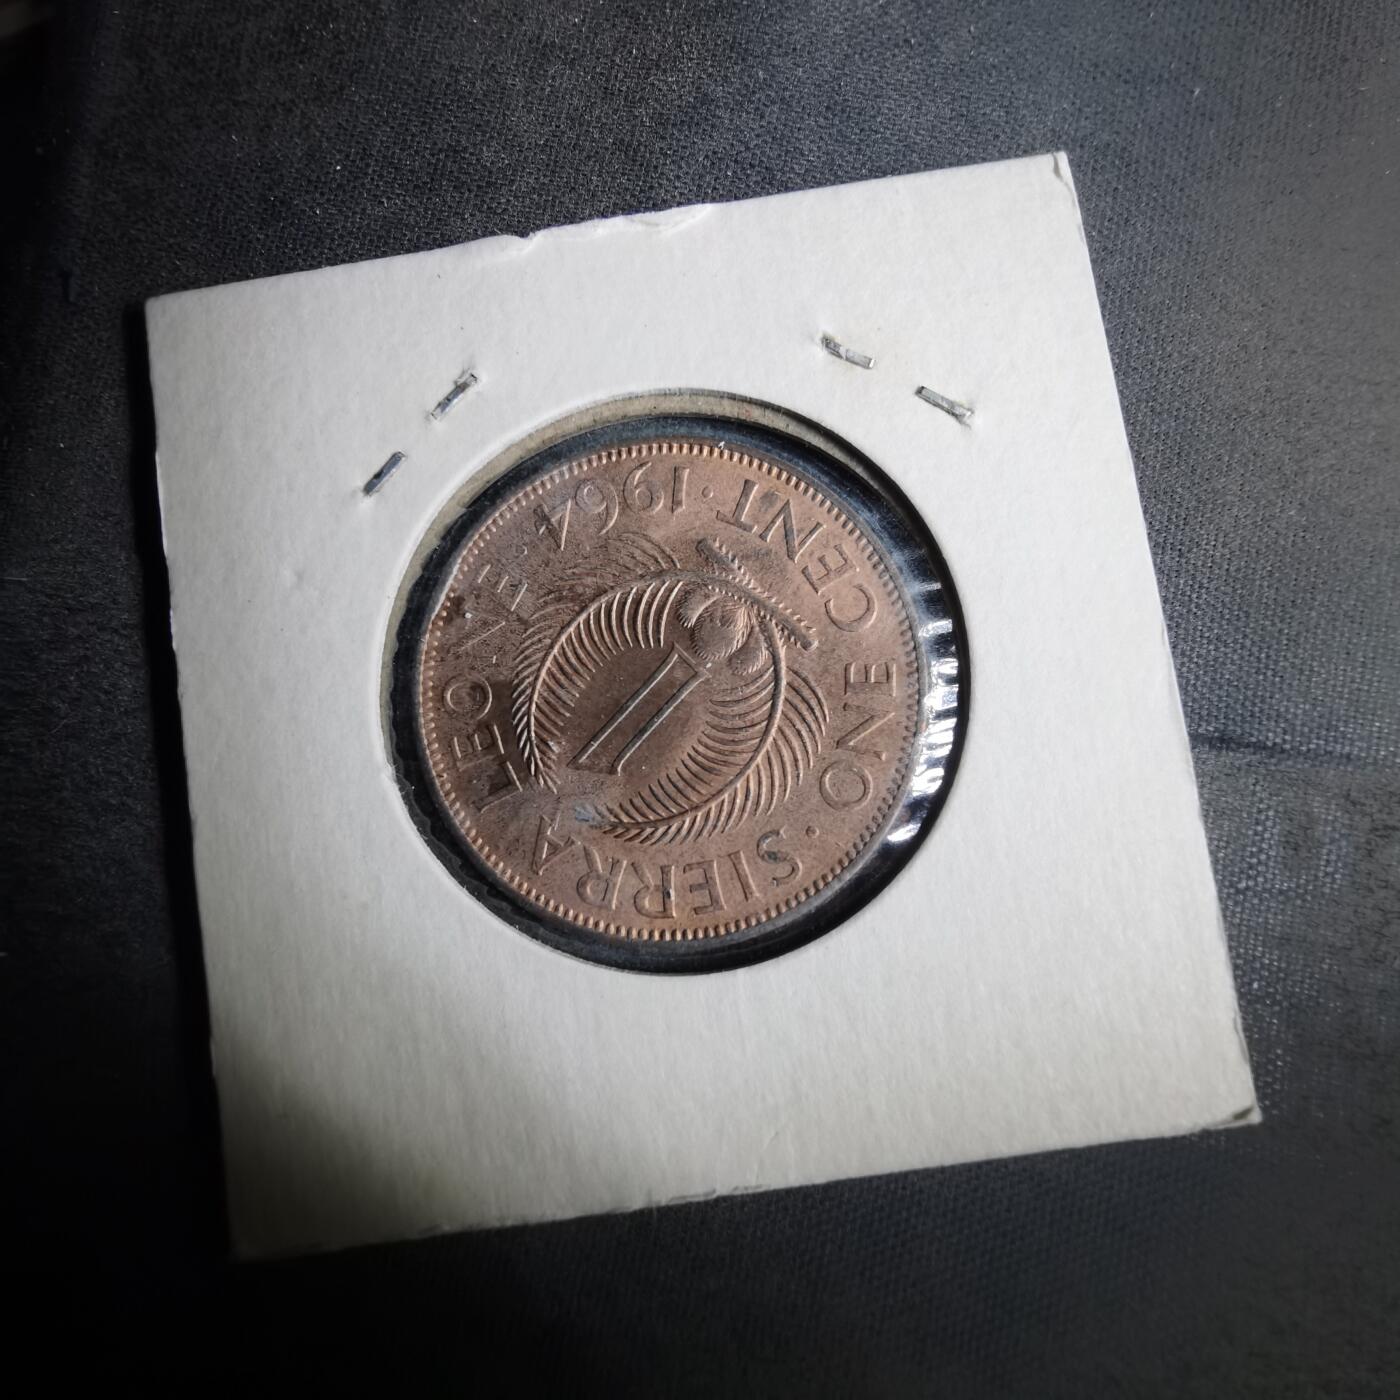 SIERRA LEONE · 1964 · ONE CENT ·
1